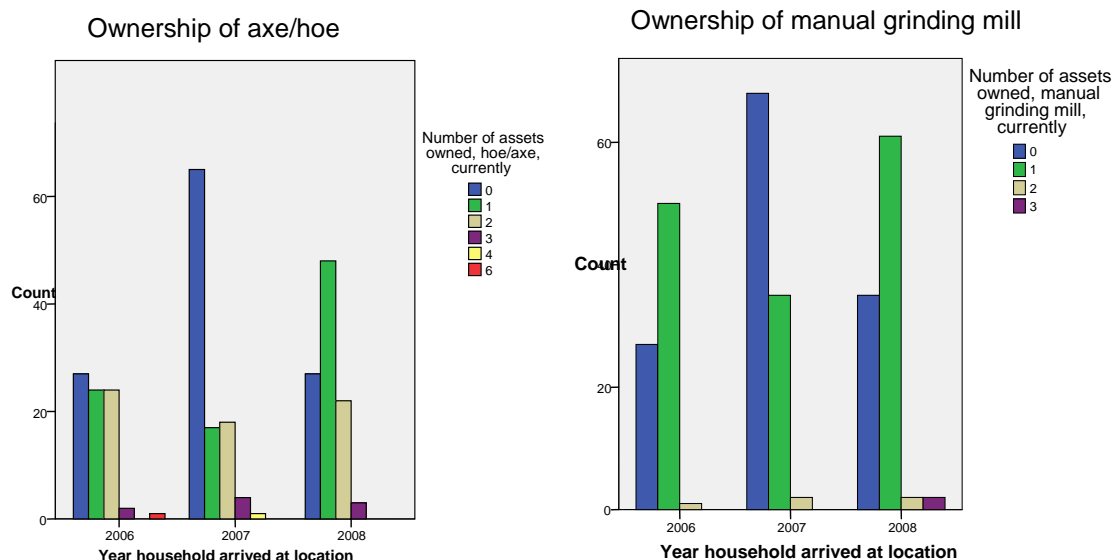 Ownership of axe/hoe
Number of assets
owned, hoe/axe,
currently
0
1
2
3
4
6
60
40
20
0
Count
2006
2007
2008
Year household arrived at location
Ownership of manual grinding mill
Number of assets
owned, manual
grinding mill,
currently
0
1
2
3
60
40
20
0
Count
2006
2007
2008
Year household arrived at location